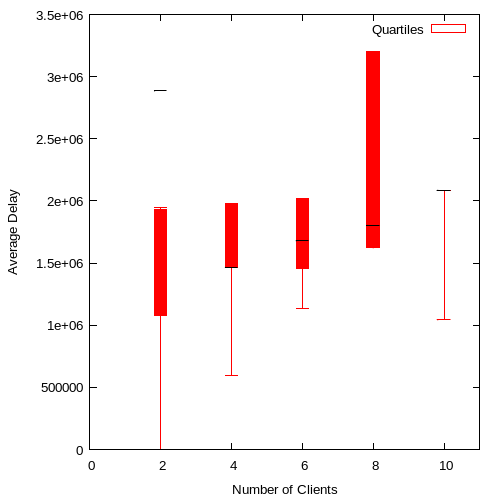 3.5e+06
Quartiles
3e+06
2.5e+06
2e+06
1.5e+06
1e+06
500000
0
Average Delay
0 2 4 6 8 10
Number of Clients